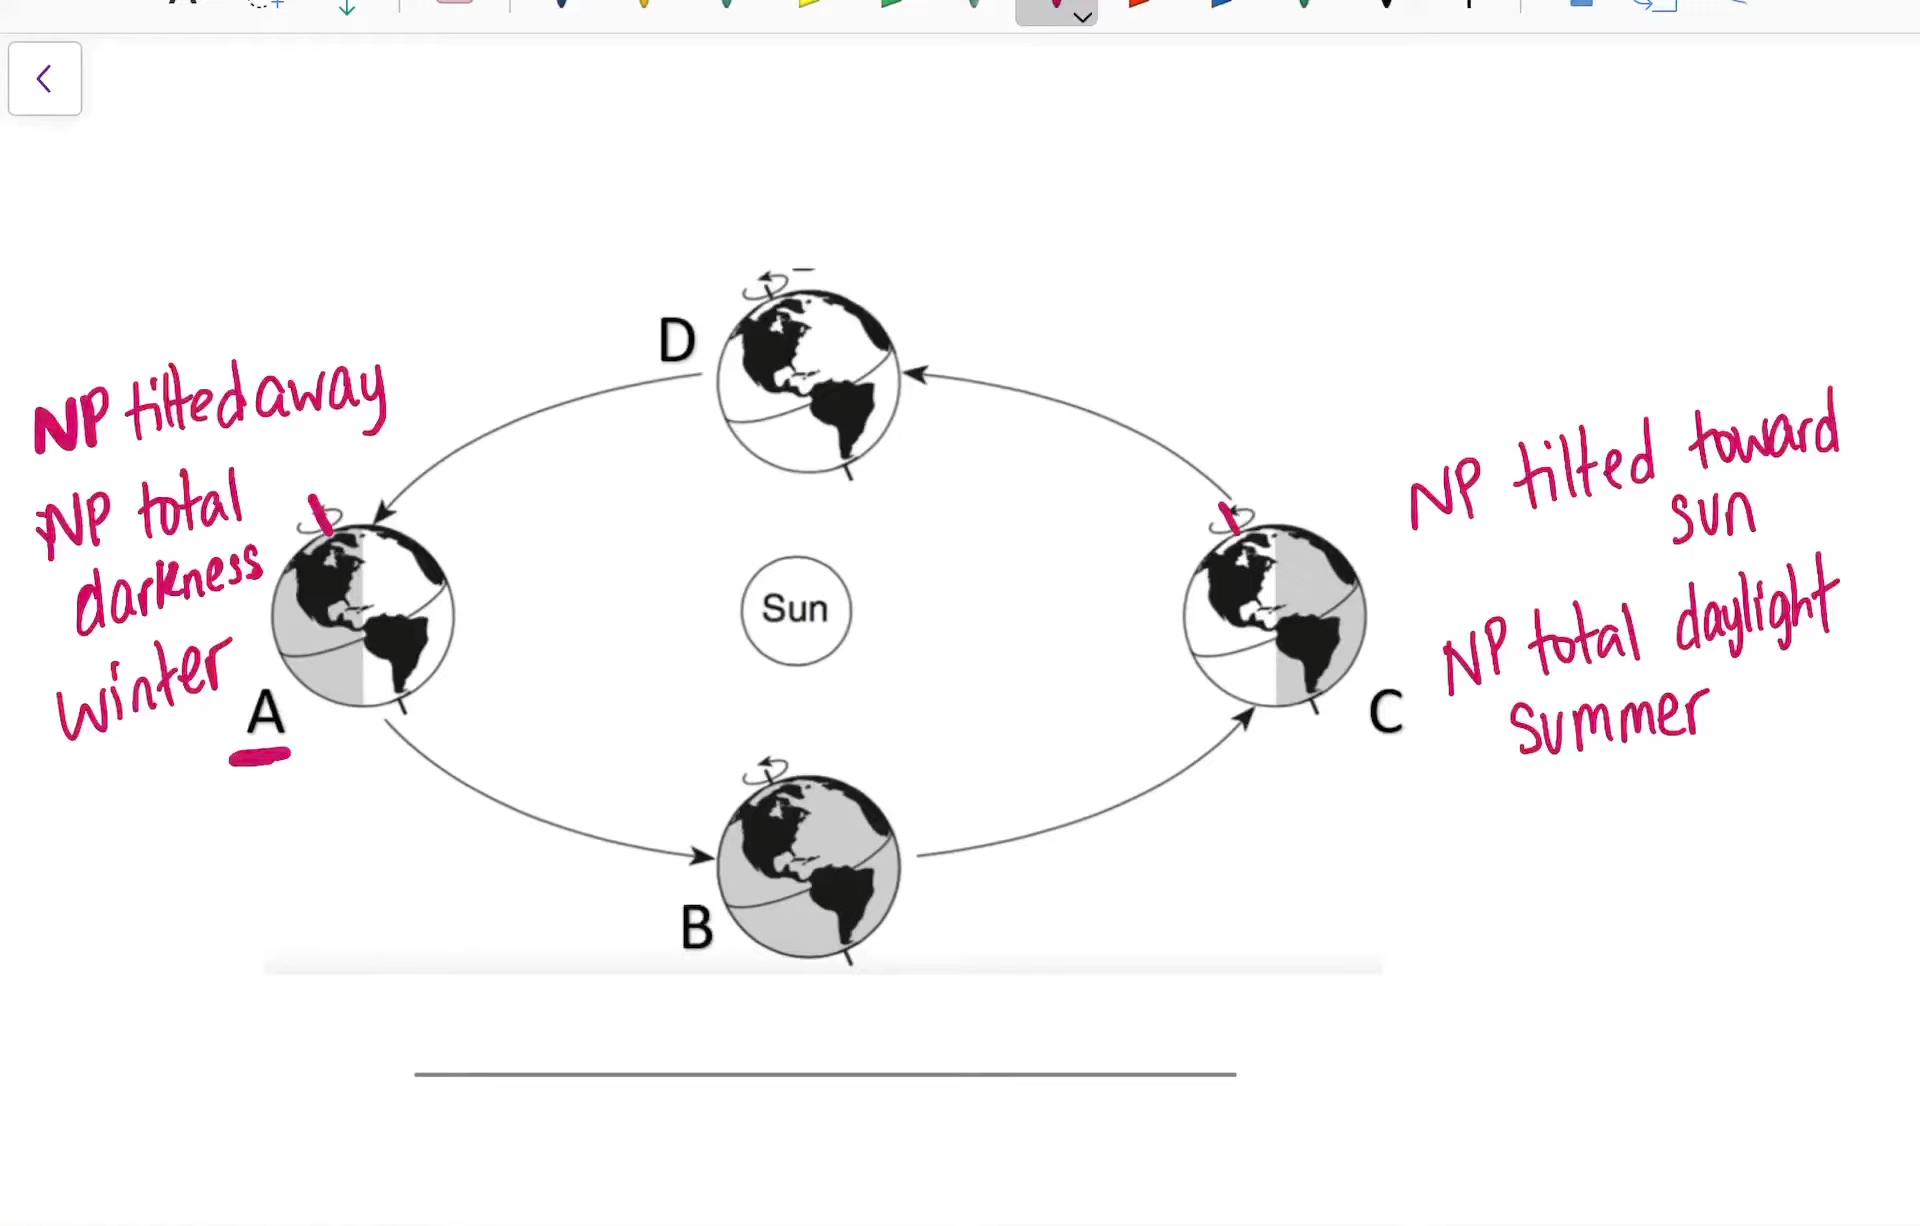 D
NP tilted away
NP total
darkness
winter
A
Sun
NP tilted toward
sun
NP total daylight
summer
C
B